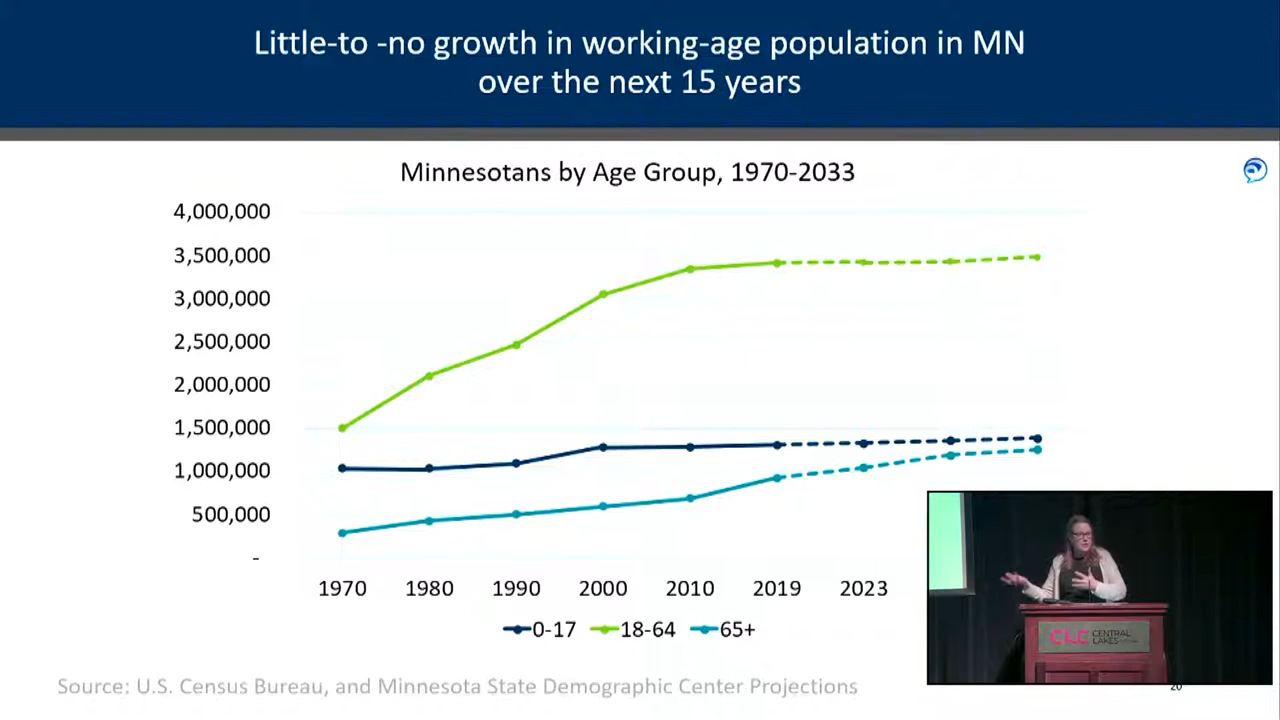 Little-to -no growth in working-age population in MN
over the next 15 years
Minnesotans by Age Group, 1970-2033
4,000,000
3,500,000
3,000,000
2,500,000
2,000,000
1,500,000
1,000,000
500,000
-
1970 1980 1990 2000 2010 2019 2023
0-17 18-64 65+
CLC CENTRAL
LAKES
Source: U.S. Census Bureau, and Minnesota State Demographic Center Projections
20